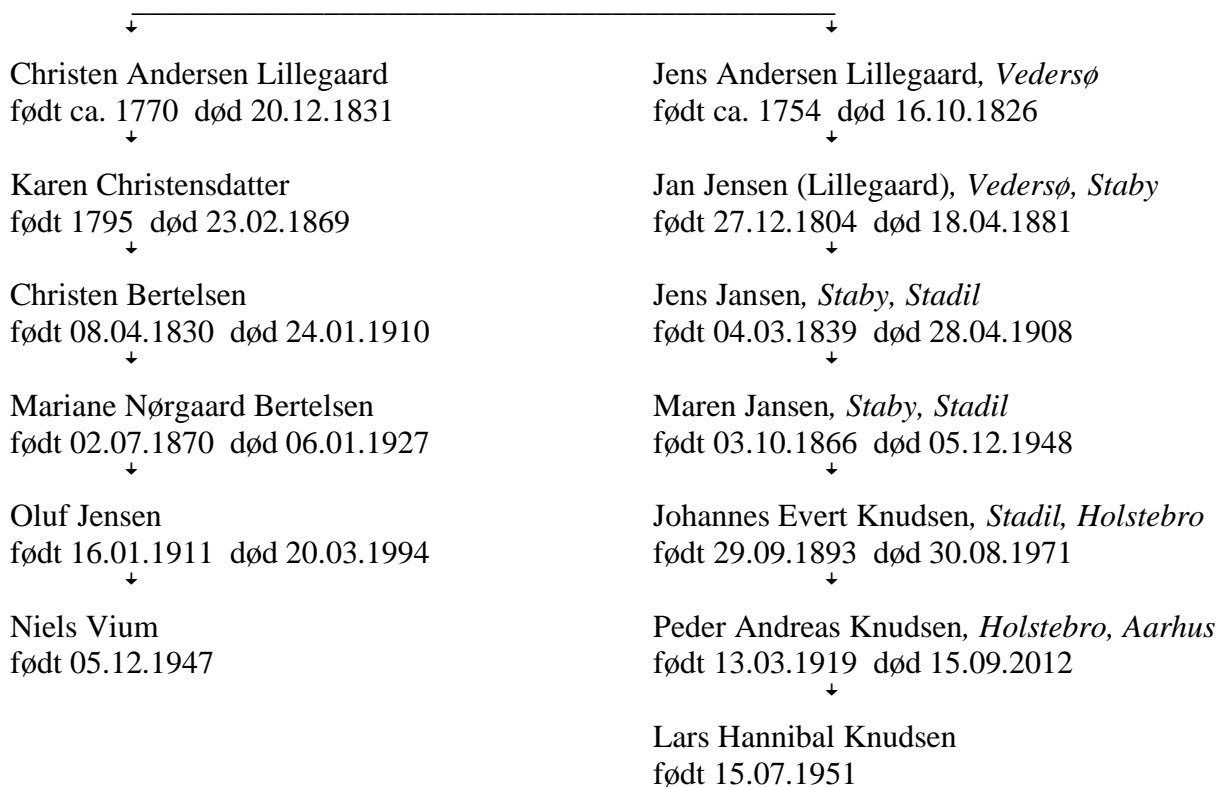 Christen Andersen Lillegaard
født ca. 1770 død 20.12.1831
Karen Christensdatter
født 1795 død 23.02.1869
Christen Bertelsen
født 08.04.1830 død 24.01.1910
Mariane Nørgaard Bertelsen
født 02.07.1870 død 06.01.1927
Oluf Jensen
født 16.01.1911 død 20.03.1994
Niels Vium
født 05.12.1947
Jens Andersen Lillegaard, Vedersø
født ca. 1754 død 16.10.1826
Jan Jensen (Lillegaard), Vedersø, Staby
født 27.12.1804 død 18.04.1881
Jens Jansen, Staby, Stadil
født 04.03.1839 død 28.04.1908
Maren Jansen, Staby, Stadil
født 03.10.1866 død 05.12.1948
Johannes Evert Knudsen, Stadil, Holstebro
født 29.09.1893 død 30.08.1971
Peder Andreas Knudsen, Holstebro, Aarhus
født 13.03.1919 død 15.09.2012
Lars Hannibal Knudsen
født 15.07.1951